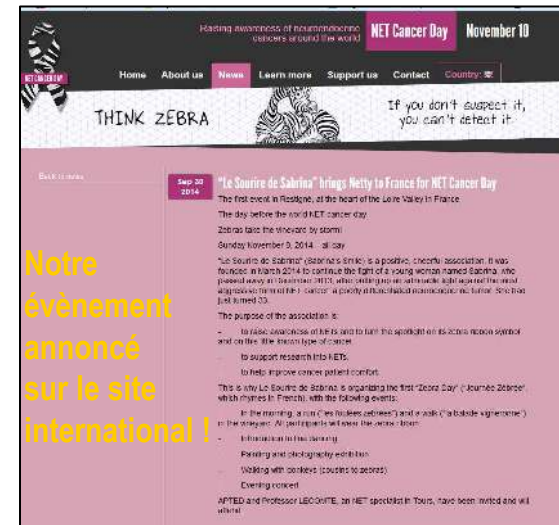 Raising awareness of neuroendocrine
cancers around the world
NET Cancer Day
November 10
NET CANCER DAY
Home About us News Learn more Support us Contact Country:
THINK ZEBRA
If you don't suspect it,
you can't detect it
Back to news
Sep 30
2014
"Le Sourire de Sabrina" brings Netty to France for NET Cancer Day
The first event in Restigné, at the heart of the Loire Valley in France
The day before the world NET cancer day
Zebras take the vineyard by storm!
Sunday November 9, 2014 all day
"Le Sourire de Sabrina" (Sabrina's Smile) is a positive, cheerful association. It was
founded in March 2014 to continue the fight of a young woman named Sabrina, who
passed away in December 2013, after putting up an admirable fight against the most
aggressive form of NET cancer: a poorly differentiated neuroendocrine tumor. She had
just turned 33.
The purpose of the association is:
- to raise awareness of NETs and to turn the spotlight on its zebra ribbon symbol
and on this little known type of cancer.
- to support research into NETs.
- to help improve cancer patient comfort.
This is why Le Sourire de Sabrina is organizing the first "Zebra Day" ("Journée Zébrée",
which rhymes in French), with the following events:
- In the morning, a run ("les foulées zébrées") and a walk ("la balade vigneronne")
in the vineyard. All participants will wear the zebra ribbon
- Introduction to line dancing
- Painting and photography exhibition
- Walking with donkeys (cousins to zebras)
- Evening concert
APTED and Professor LECOMTE, an NET specialist in Tours, have been invited and will
attend
Notre
évènement
annoncé
sur le site
international !